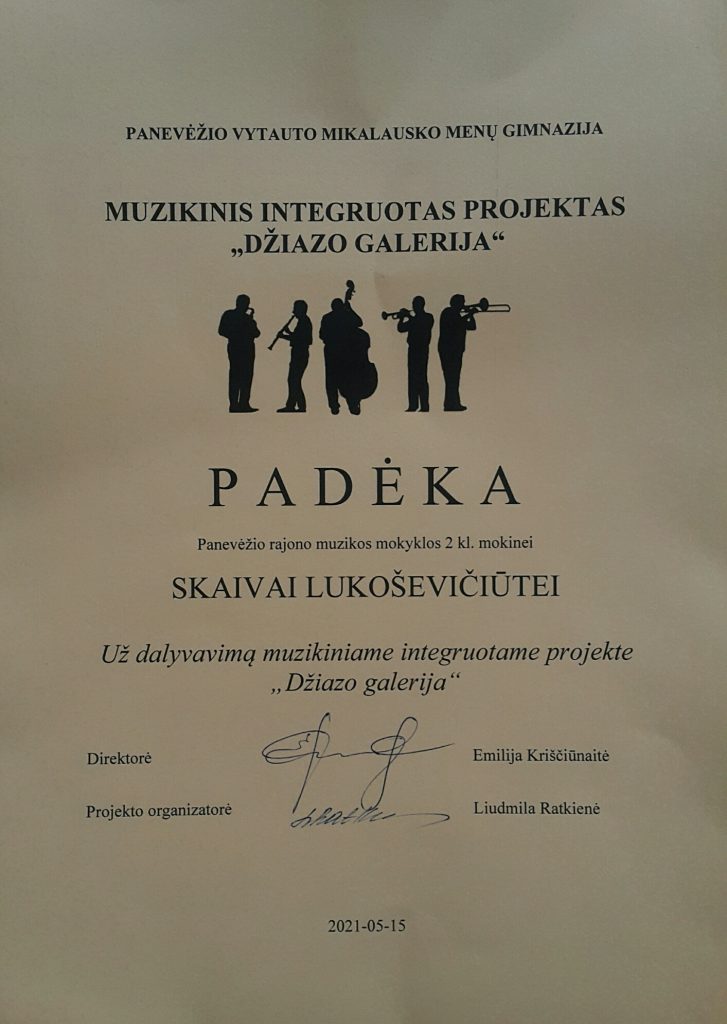 PANEVĖŽIO VYTAUTO MIKALAUSKO MENŲ GIMNAZIJA
MUZIKINIS INTEGRUOTAS PROJEKTAS
„DŽIAZO GALERIJA“
PADĖKA
Panevėžio rajono muzikos mokyklos 2 kl. mokinei
SKAIVAI LUKOŠEVIČIŪTEI
Už dalyvavimą muzikiniame integruotame projekte
„Džiazo galerija“
Direktorė Emilija Kriščiūnaitė
Projekto organizatorė Liudmila Ratkienė
2021-05-15